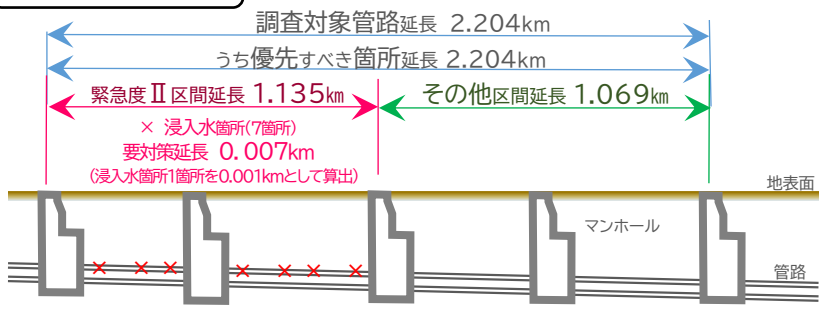 調査対象管路延長 2.204km
うち優先すべき箇所延長 2.204km
緊急度Ⅱ区間延長 1.135km
その他区間延長 1.069km
× 浸入水箇所(7箇所)
要対策延長 0.007km
(浸入水箇所1箇所を0.001kmとして算出)
地表面
マンホール
管路